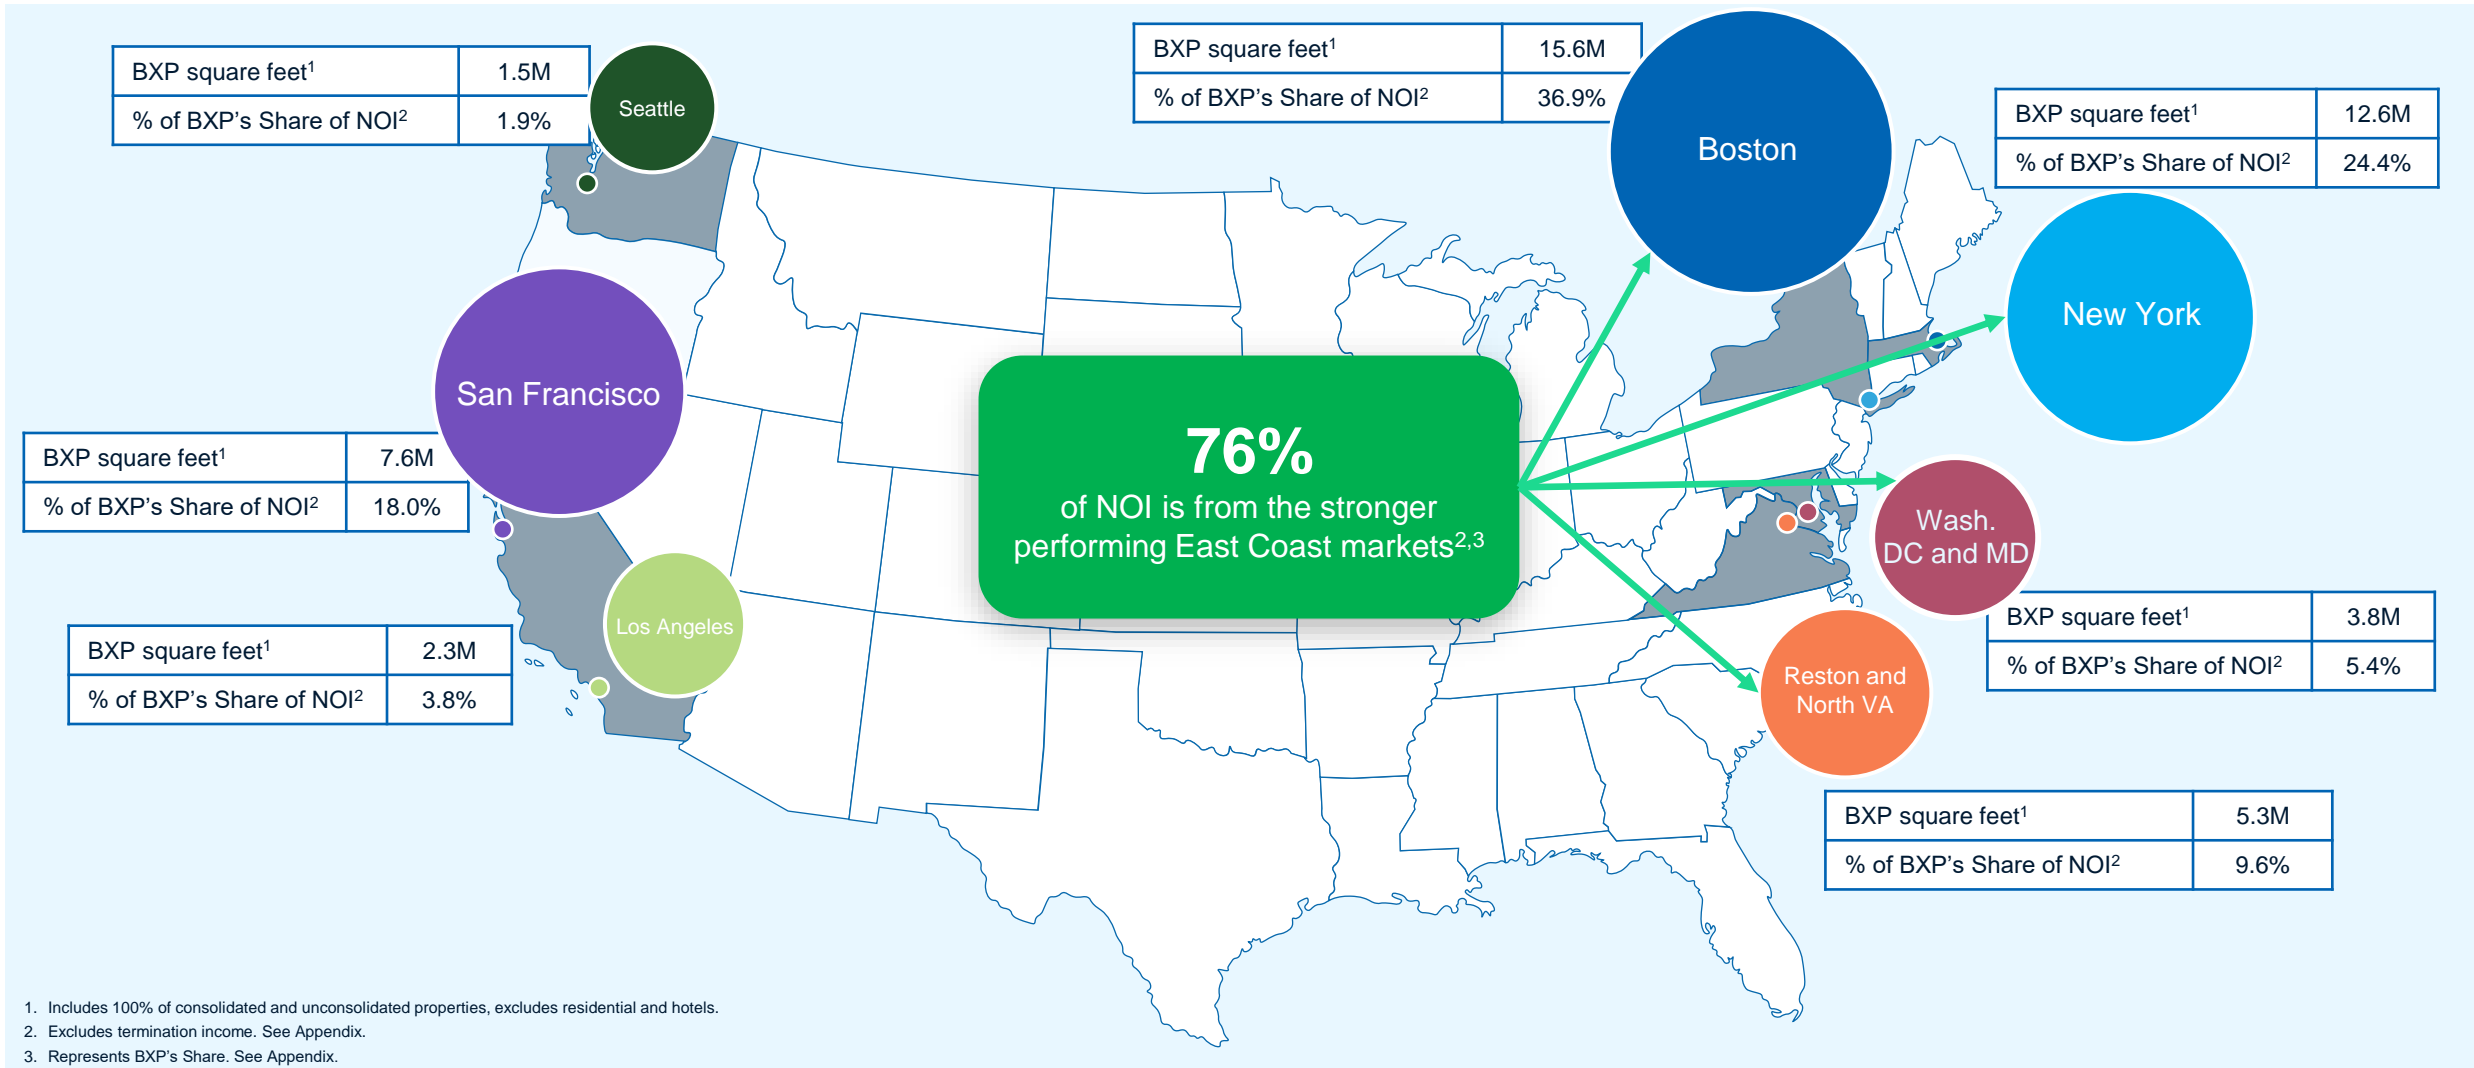 BXP square feet1 1.5M
% of BXP's Share of NOI2 1.9%
Seattle
BXP square feet1 15.6M
% of BXP's Share of NOI2 36.9%
Boston
BXP square feet1 12.6M
% of BXP's Share of NOI2 24.4%
New York
San Francisco
BXP square feet1 7.6M
% of BXP's Share of NOI2 18.0%
76%
of NOI is from the stronger
performing East Coast markets2,3
Wash.
DC and MD
BXP square feet1 3.8M
% of BXP's Share of NOI2 5.4%
Los Angeles
BXP square feet1 2.3M
% of BXP's Share of NOI2 3.8%
Reston and
North VA
BXP square feet1 5.3M
% of BXP's Share of NOI2 9.6%
1. Includes 100% of consolidated and unconsolidated properties, excludes residential and hotels.
2. Excludes termination income. See Appendix.
3. Represents BXP's Share. See Appendix.